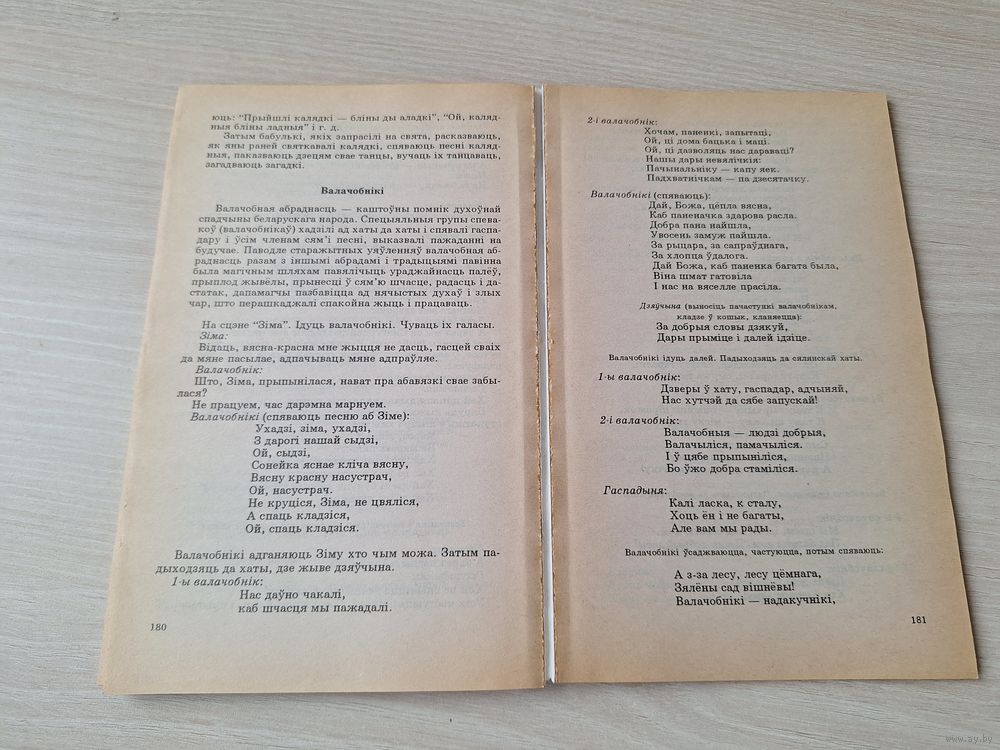 юць: “Прыйшлі калядкі — бліны ды аладкі”, “Ой, каляд-
ныя бліны ладныя” і г. д.
Затым бабулькі, якіх запрасілі на свята, расказваюць,
як яны раней святкавалі калядкі, спяваюць песні каляд-
ныя, паказваюць дзецям свае танцы, вучаць іх танцаваць,
загадваюць загадкі.
Валачобнікі
Валачобная абраднасць — каштоўны помнік духоўнай
спадчыны беларускага народа. Спецыяльныя групы спева-
коў (валачобнікаў) хадзілі ад хаты да хаты і спявалі гаспа-
дару і ўсім членам сям’і песні, выказвалі пажаданні на
будучае. Паводле старажытных уяўленняў валачобная аб-
раднасць разам з іншымі абрадамі і традыцыямі павінна
была магічным шляхам павялічыць ураджайнасць палёў,
прыплод жывёлы, прынесці ў сям’ю шчасце, радасць і да-
статак, дапамагчы пазбавіцца ад нячыстых духаў і злых
чар, што перашкаджалі спакойна жыць і працаваць.
На сцэне “Зіма”. Ідуць валачобнікі. Чуваць іх галасы.
Зіма:
Відаць, вясна-красна мне жыцця не дасць, гасцей сваіх
да мяне пасылае, адпачываць мяне адпраўляе.
Валачобнік:
Што, Зіма, прыпынілася, нават пра абавязкі свае забы-
лася?
Не працуем, час дарэмна марнуем.
Валачобнікі (спяваюць песню аб Зіме):
Ухадзі, зіма, ухадзі,
З дарогі нашай сыдзі,
Ой, сыдзі,
Сонейка яснае кліча вясну,
Вясну красну насустрач,
Ой, насустрач.
Не круціся, Зіма, не цвяліся,
А спаць кладзіся,
Ой, спаць кладзіся.
Валачобнікі адганяюць Зіму хто чым можа. Затым па-
дыходзяць да хаты, дзе жыве дзяўчына.
1-ы валачобнік:
Нас даўно чакалі,
каб шчасця мы пажадалі.
180
2-і валачобнік:
Хочам, паненкі, запытаці,
Ой, ці дома бацька і маці.
Ой, ці дазволяць нас дараваці?
Нашы дары невялічкія:
Пачынальніку — капу яек.
Падхватнічкам — па дзесятачку.
Валачобнікі (спяваюць):
Дай, Божа, цёпла вясна,
Каб паненачка здарова расла.
Добра пана найшла,
Увосень замуж пайшла.
За рыцара, за сапраўднага,
За хлопца ўдалога.
Дай Божа, каб паненка багата была,
Віна шмат гатовіла
І нас на вяселле прасіла.
Дзяўчына (выносіць пачастункі валачобнікам,
кладзе ў кошык, кланяецца):
За добрыя словы дзякуй,
Дары прыміце і далей ідзіце.
Валачобнікі ідуць далей. Падыходзяць да сялянскай хаты.
1-ы валачобнік:
Дзверы ў хату, гаспадар, адчыняй,
Нас хутчэй да сябе запускай!
2-і валачобнік:
Валачобныя — людзі добрыя,
Валачыліся, памачыліся.
І ў цябе прыпыніліся,
Бо ўжо добра стаміліся.
Гаспадыня:
Калі ласка, к сталу,
Хоць ён і не багаты,
Але вам мы рады.
Валачобнікі ўсаджваюцца, частуюцца, потым спяваюць:
А з-за лесу, лесу цёмнага,
Зялёны сад вішнёвы!
Валачобнікі — надакучнікі,
181
www.ay.by